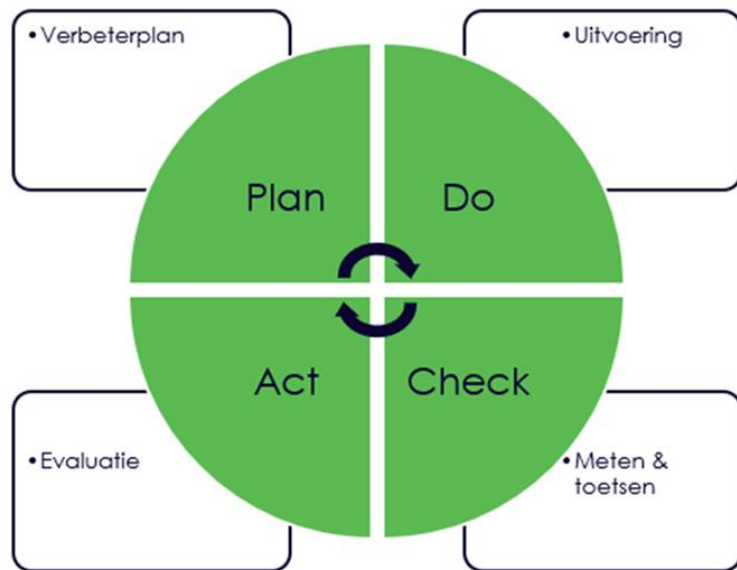 •Verbeterplan
•Uitvoering
Plan
Do
Act
Check
•Evaluatie
•Meten &
toetsen